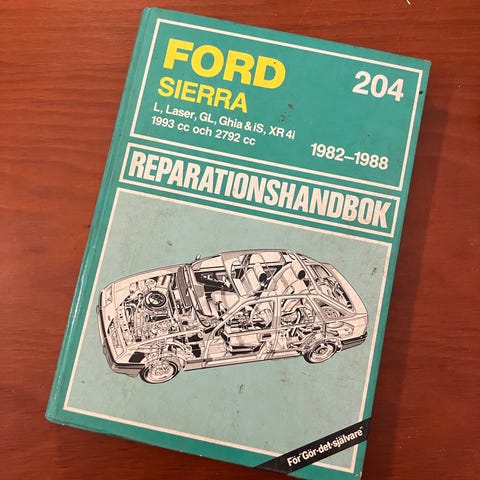 FORD
204
SIERRA
L, Laser, GL, Ghia & iS, XR 4i
1993 cc och 2792 cc
1982–1988
REPARATIONSHANDBOK
För "Gör-det-självare"